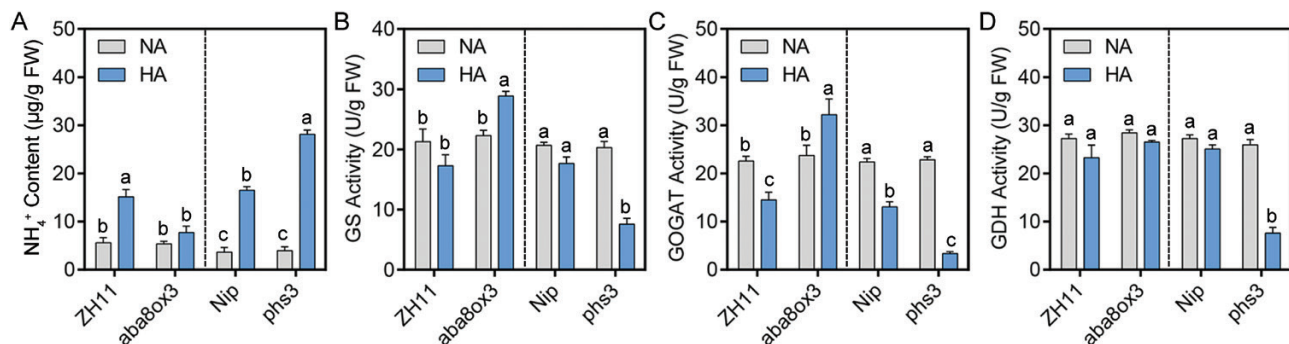 A
NH₄⁺ Content (µg/g FW)
50
40
30
20
10
0
NA
HA
b
a
b
b
c
b
c
a
ZH11
aba8ox3
Nip
phs3
B
GS Activity (U/g FW)
40
30
20
10
0
NA
HA
b
b
b
a
a
a
a
b
ZH11
aba8ox3
Nip
phs3
C
GOGAT Activity (U/g FW)
50
40
30
20
10
0
NA
HA
b
c
b
a
a
b
a
c
ZH11
aba8ox3
Nip
phs3
D
GDH Activity (U/g FW)
50
40
30
20
10
0
NA
HA
a
a
a
a
a
a
a
b
ZH11
aba8ox3
Nip
phs3